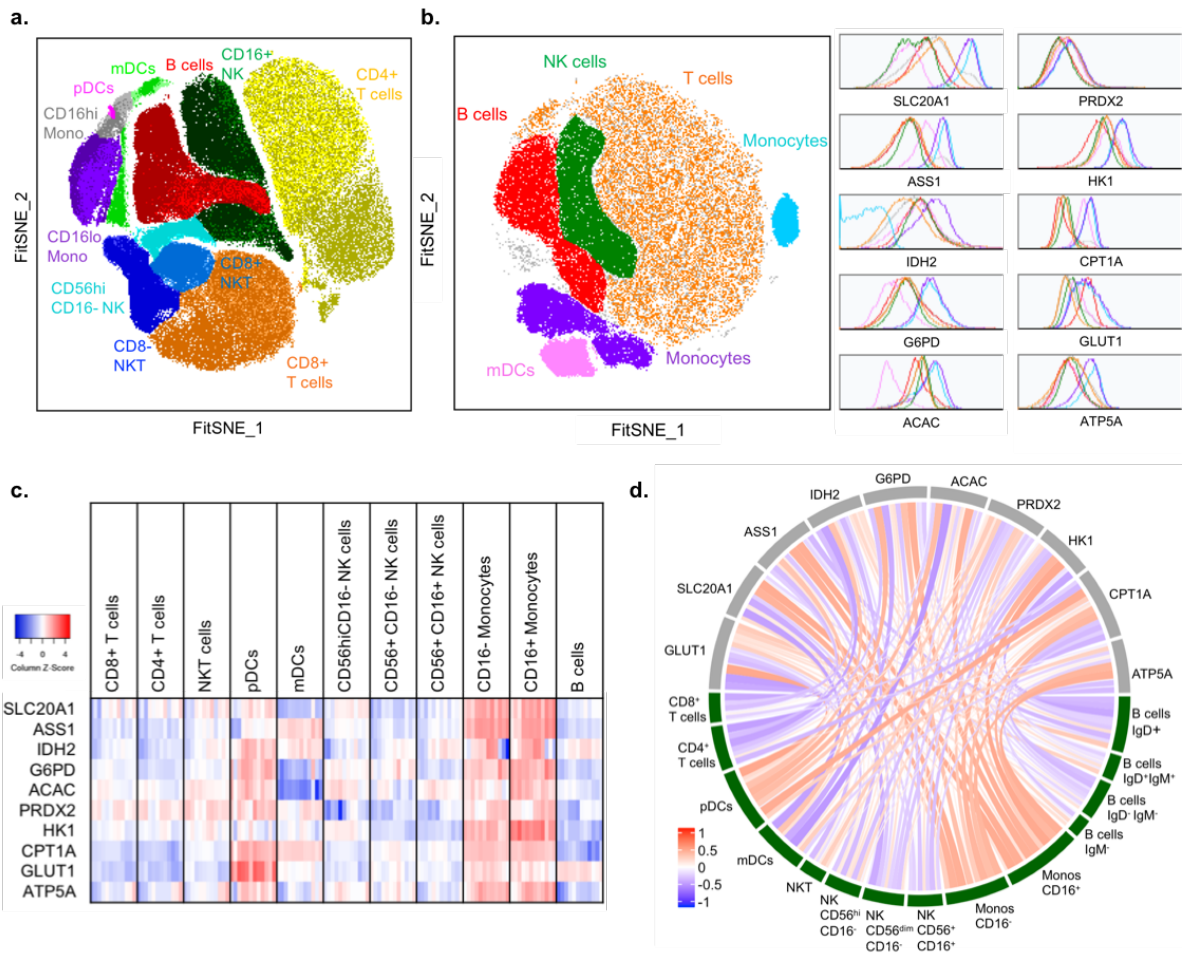 a.
mDCs
B cells
CD16+
NK
CD4+
T cells
pDCs
CD16hi
Mono
CD16lo
Mono
CD56hi
CD16- NK
CD8+
NKT
CD8-
NKT
CD8+
T cells
FitSNE_2
FitSNE_1
b.
NK cells
T cells
B cells
Monocytes
Monocytes
mDCs
FitSNE_2
FitSNE_1
SLC20A1
PRDX2
ASS1
HK1
IDH2
CPT1A
G6PD
GLUT1
ACAC
ATP5A
c.
CD8+ T cells
CD4+ T cells
NKT cells
pDCs
mDCs
CD56hiCD16- NK cells
CD56+ CD16- NK cells
CD56+ CD16+ NK cells
CD16- Monocytes
CD16+ Monocytes
B cells
-4 0 4
Column Z-Score
SLC20A1
ASS1
IDH2
G6PD
ACAC
PRDX2
HK1
CPT1A
GLUT1
ATP5A
d.
G6PD
ACAC
IDH2
PRDX2
ASS1
HK1
SLC20A1
CPT1A
GLUT1
ATP5A
CD8⁺
T cells
B cells
IgD+
CD4⁺
T cells
B cells
IgD⁺IgM⁺
pDCs
B cells
IgD⁻ IgM⁻
B cells
IgM⁻
mDCs
Monos
CD16⁺
NKT
NK
CD56ʰⁱ
CD16⁻
NK
CD56ᵈⁱᵐ
CD16⁻
NK
CD56⁺
CD16⁺
Monos
CD16⁻
1
0.5
0
-0.5
-1